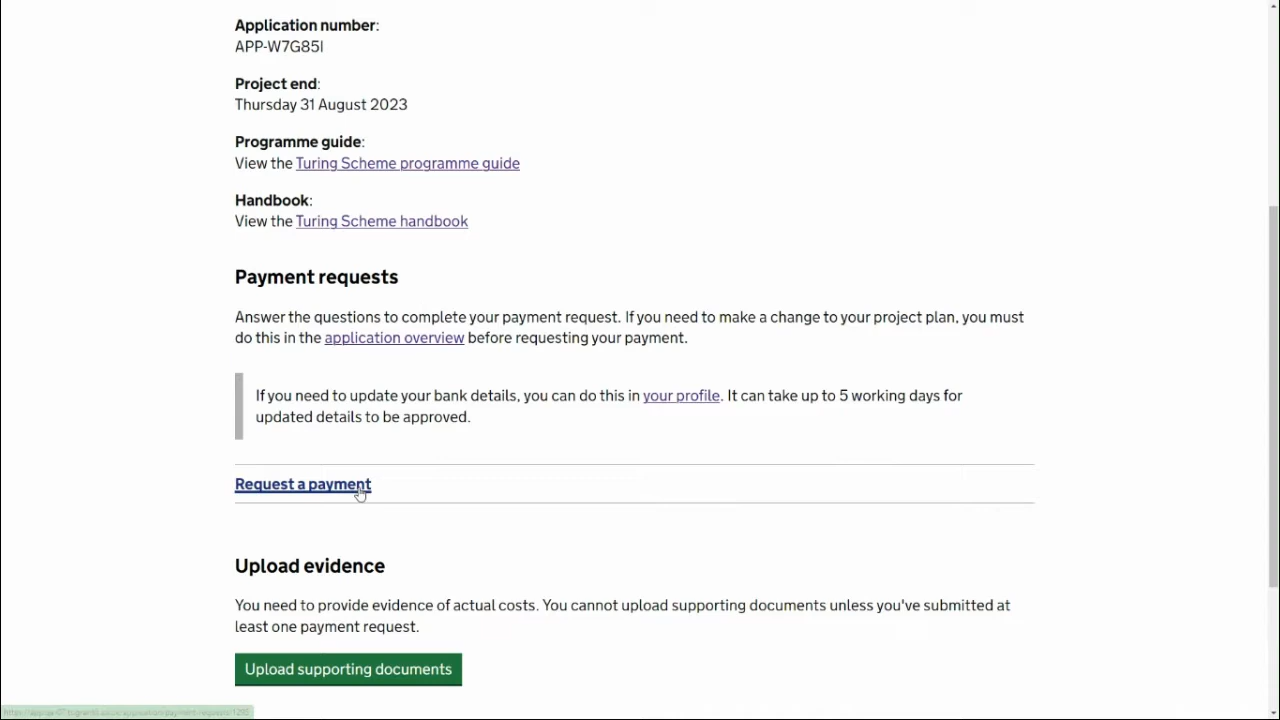 Application number:
APP-W7G85I
Project end:
Thursday 31 August 2023
Programme guide:
View the Turing Scheme programme guide
Handbook:
View the Turing Scheme handbook
Payment requests
Answer the questions to complete your payment request. If you need to make a change to your project plan, you must
do this in the application overview before requesting your payment.
If you need to update your bank details, you can do this in your profile. It can take up to 5 working days for
updated details to be approved.
Request a payment
Upload evidence
You need to provide evidence of actual costs. You cannot upload supporting documents unless you've submitted at
least one payment request.
Upload supporting documents